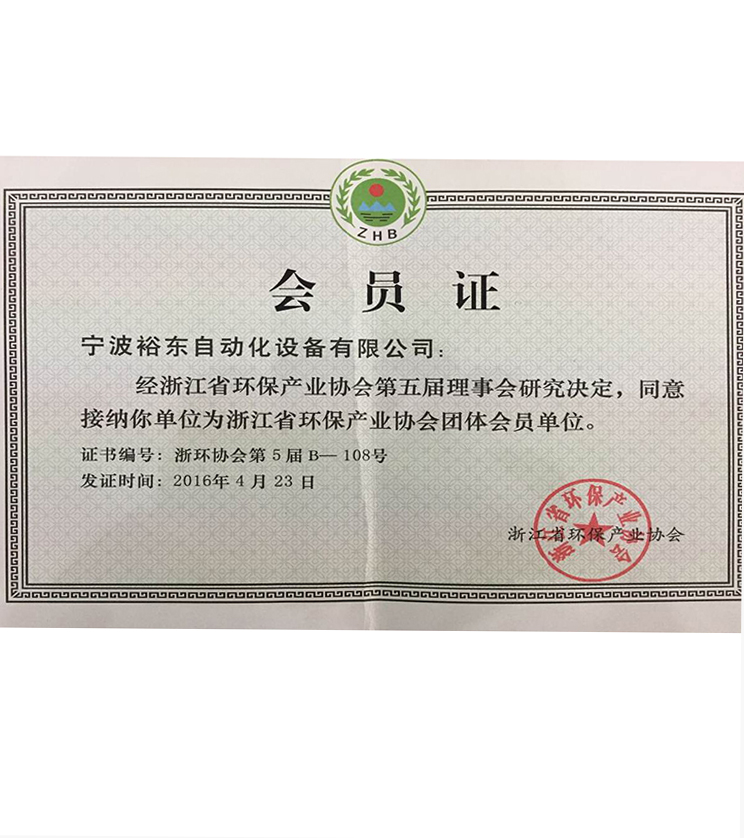 ZHB
会员证
宁波裕东自动化设备有限公司：
经浙江省环保产业协会第五届理事会研究决定，同意
接纳你单位为浙江省环保产业协会团体会员单位。
证书编号：浙环协会第5届B—108号
发证时间：2016年4月23日
浙江省环保产业协会
浙江省环保产业协会